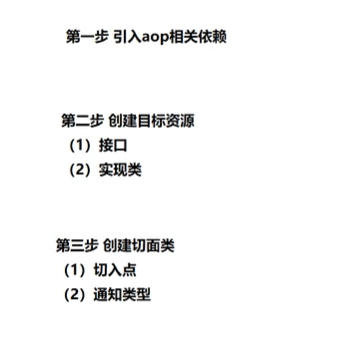 第一步 引入aop相关依赖
第二步 创建目标资源
（1）接口
（2）实现类
第三步 创建切面类
（1）切入点
（2）通知类型